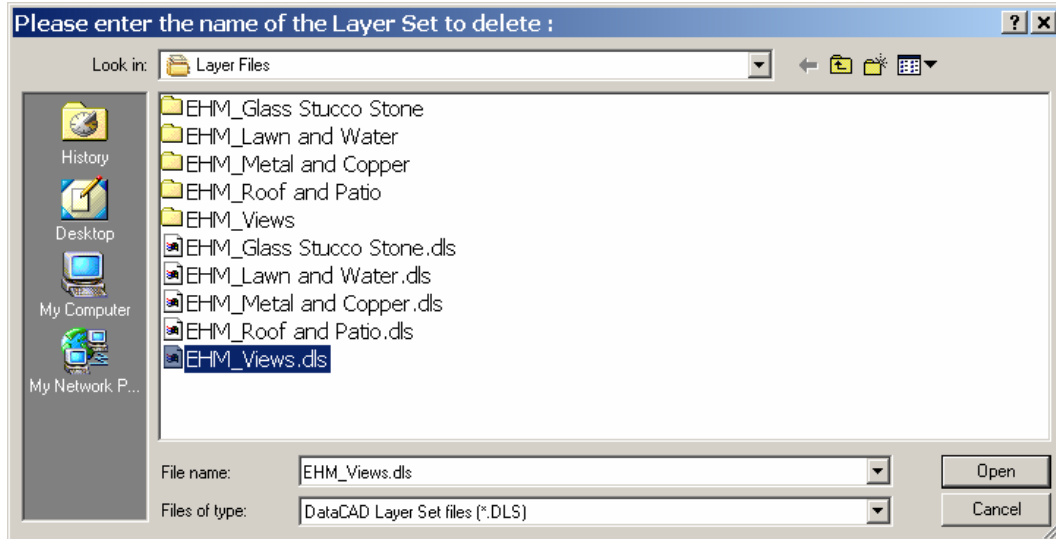 Please enter the name of the Layer Set to delete :
Look in: Layer Files
History
Desktop
My Computer
My Network P...
EHM_Glass Stucco Stone
EHM_Lawn and Water
EHM_Metal and Copper
EHM_Roof and Patio
EHM_Views
EHM_Glass Stucco Stone.dls
EHM_Lawn and Water.dls
EHM_Metal and Copper.dls
EHM_Roof and Patio.dls
EHM_Views.dls
File name: EHM_Views.dls Open
Files of type: DataCAD Layer Set files (*.DLS) Cancel